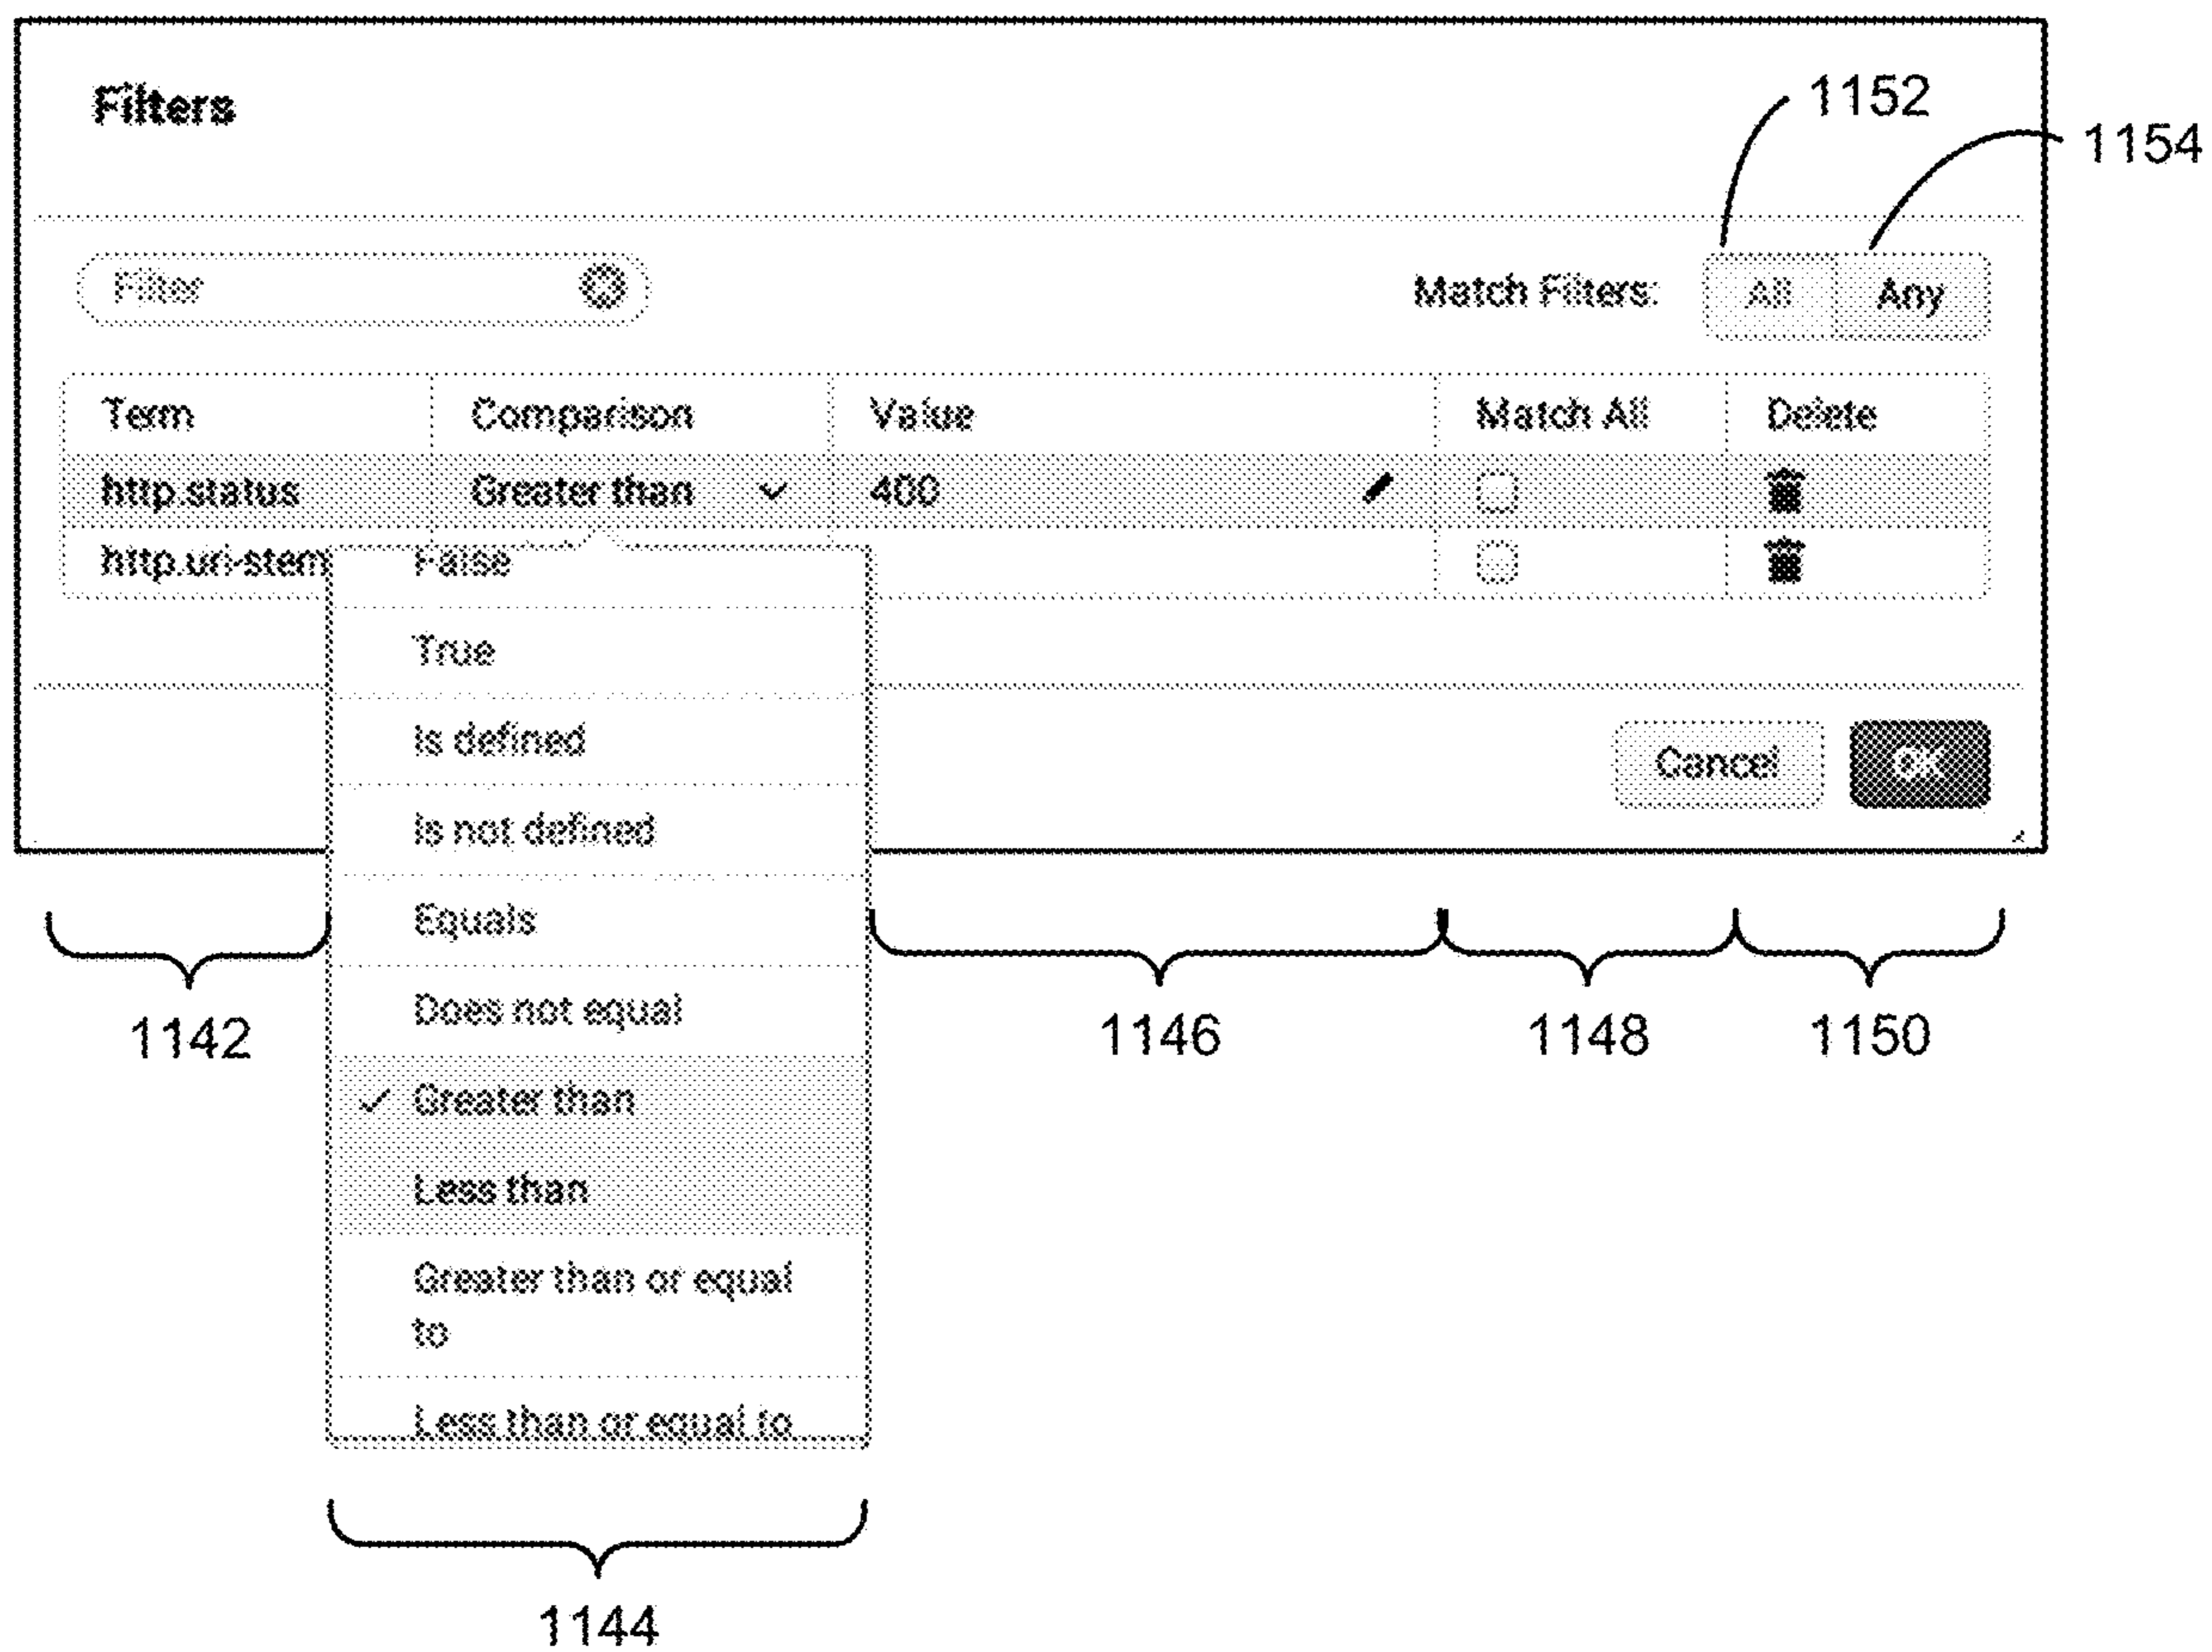 Filters
1152
1154
Filter
Match Filters:
All
Any
Term
Comparison
Value
Match All
Delete
http.status
Greater than
400
http.uri-stem
False
True
Is defined
Is not defined
Equals
Does not equal
Greater than
Less than
Greater than or equal
to
Less than or equal to
Cancel
OK
1142
1146
1148
1150
1144